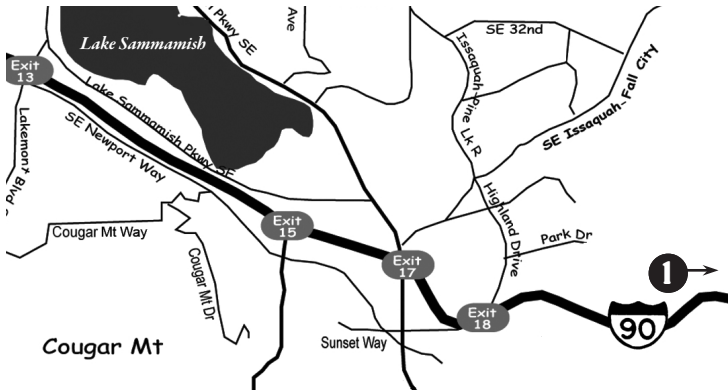 Pkwy SE
Ave
Lake Sammamish
SE 32nd
Exit
13
Issaquah-Pine Lk R
SE Issaquah-Fall City
Lake Sammamish Pkwy SE
SE Newport Way
Lakemont Blvd
Highland Drive
Exit
15
Cougar Mt Way
Park Dr
Exit
17
Cougar Mt Dr
1
Exit
18
90
Sunset Way
Cougar Mt